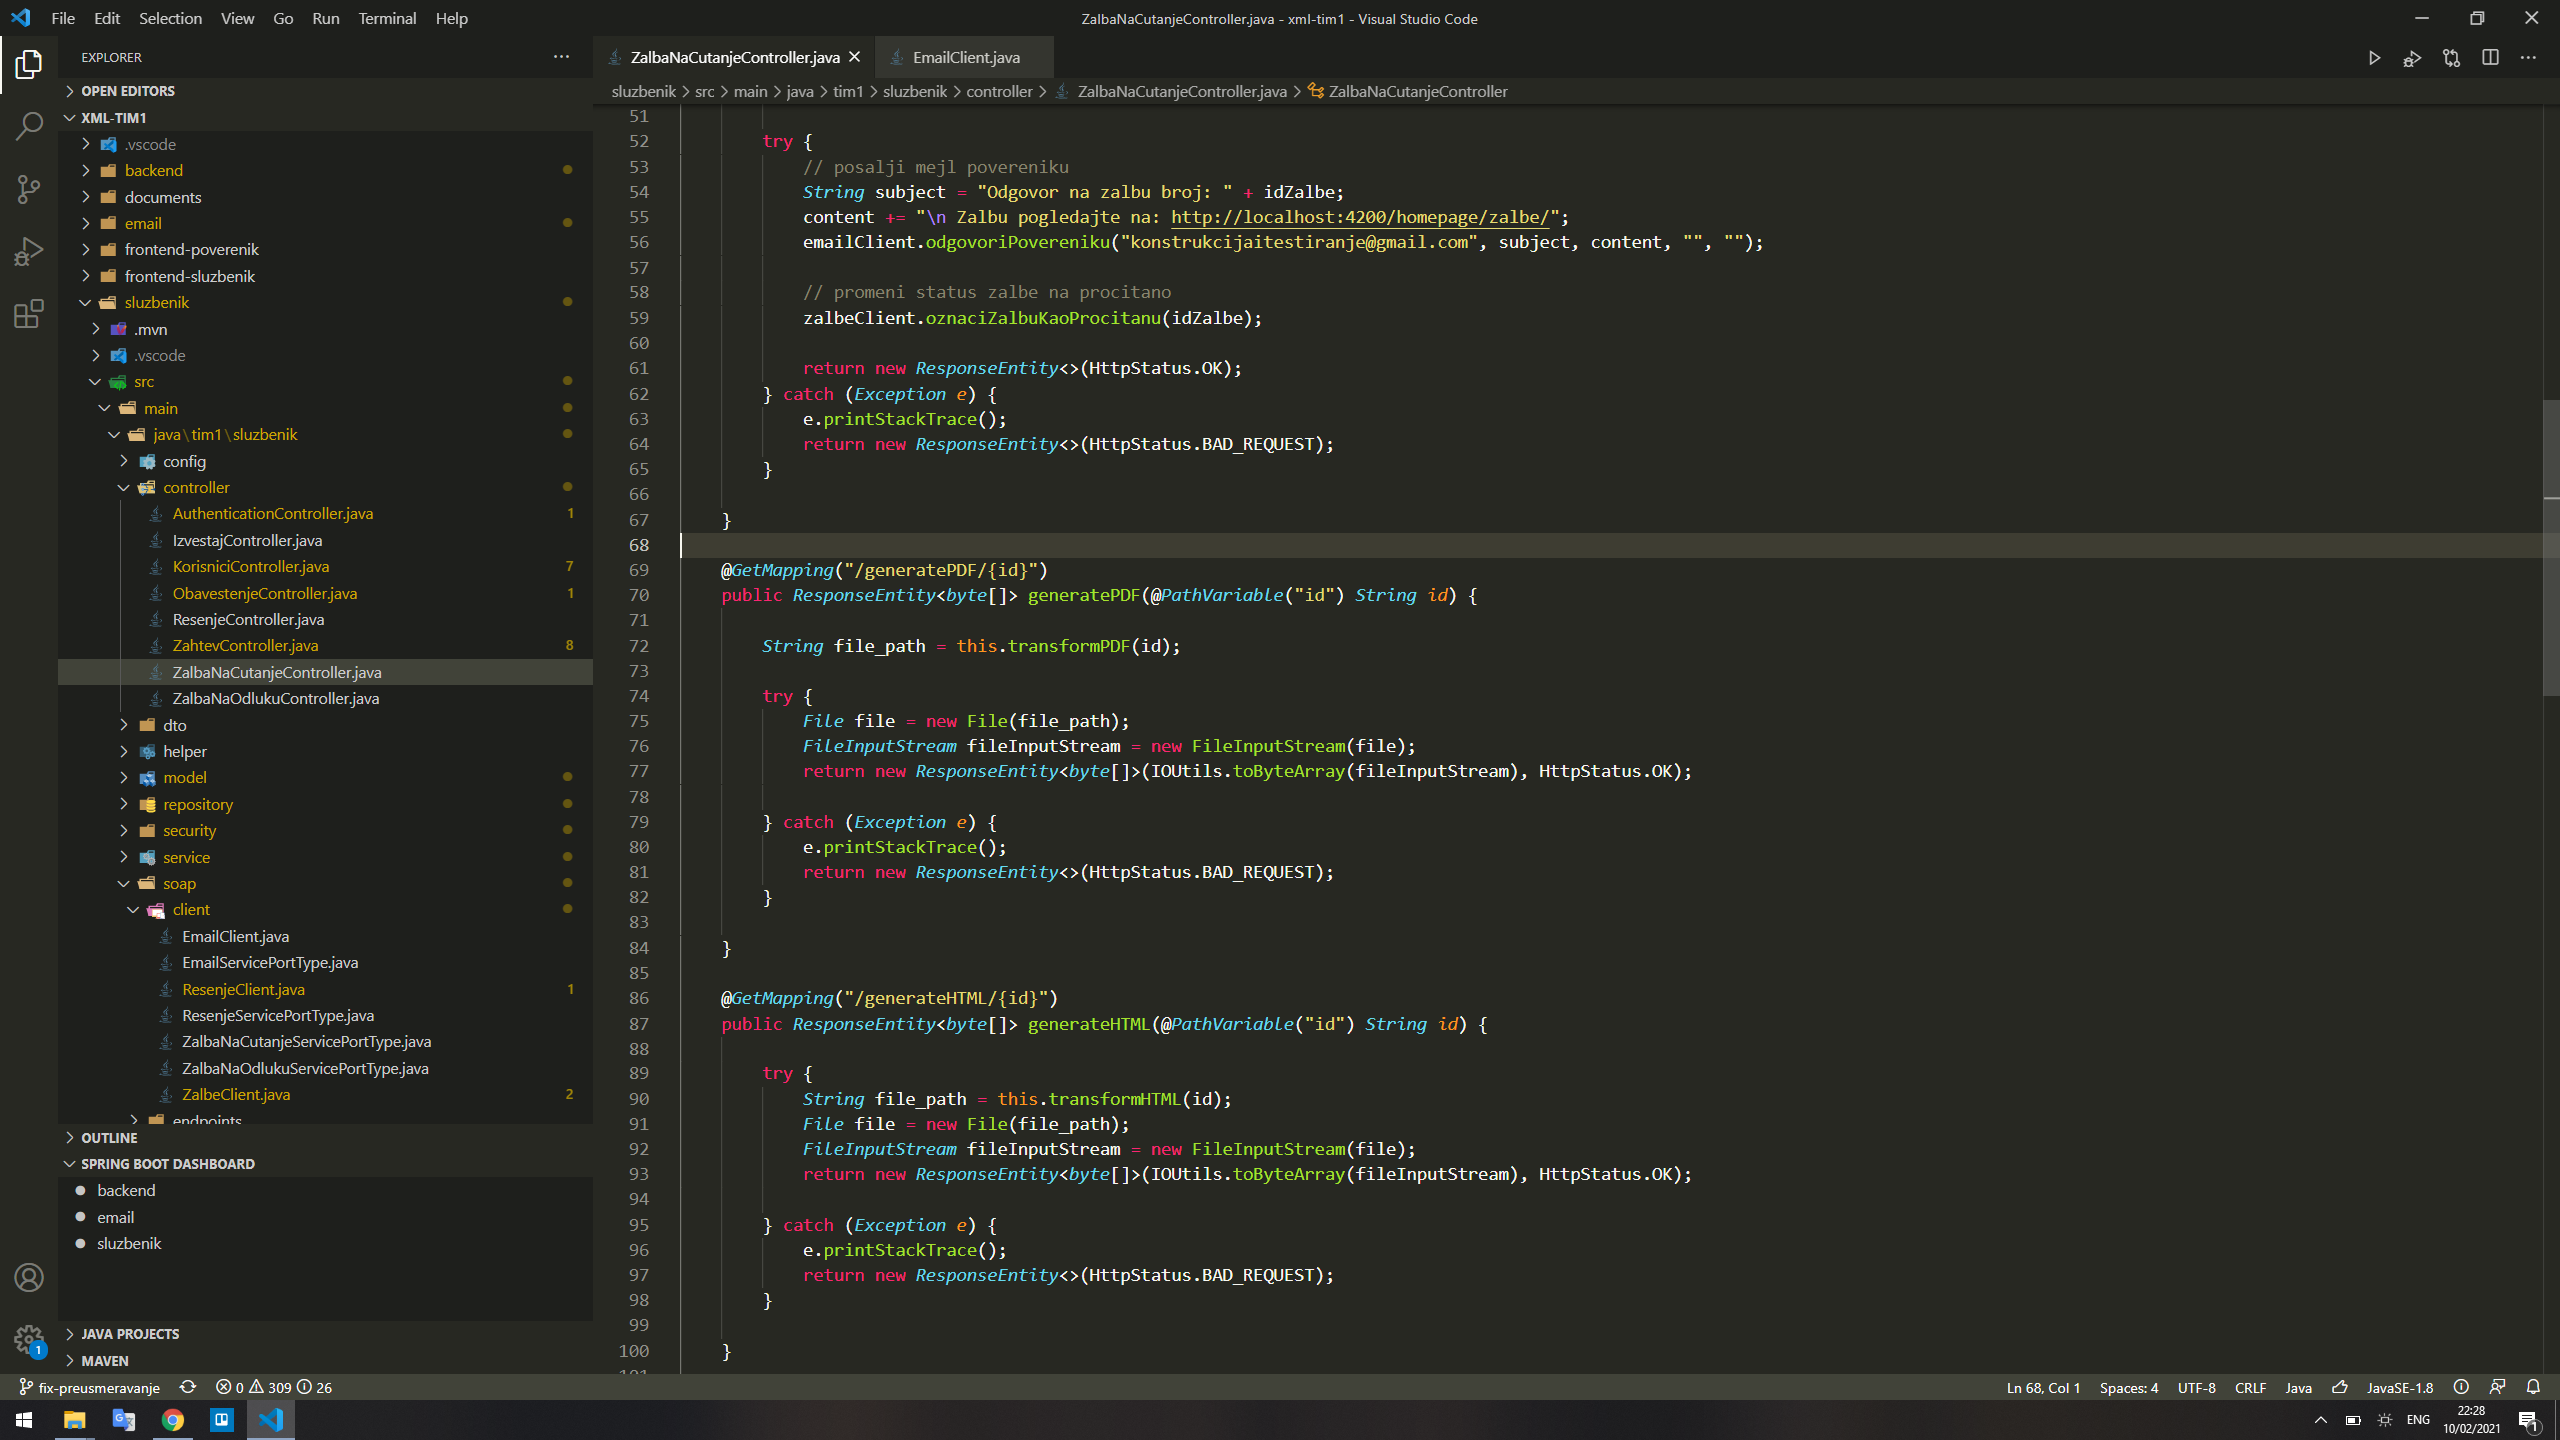 File Edit Selection View Go Run Terminal Help
ZalbaNaCutanjeController.java - xml-tim1 - Visual Studio Code
EXPLORER
OPEN EDITORS
XML-TIM1
.vscode
backend
documents
email
frontend-poverenik
frontend-sluzbenik
sluzbenik
.mvn
.vscode
src
main
java\tim1\sluzbenik
config
controller
AuthenticationController.java 1
IzvestajController.java
KorisniciController.java 7
ObavestenjeController.java 1
ResenjeController.java
ZahtevController.java 8
ZalbaNaCutanjeController.java
ZalbaNaOdlukuController.java
dto
helper
model
repository
security
service
soap
client
EmailClient.java
EmailServicePortType.java
ResenjeClient.java 1
ResenjeServicePortType.java
ZalbaNaCutanjeServicePortType.java
ZalbaNaOdlukuServicePortType.java
ZalbeClient.java 2
endpoints
OUTLINE
SPRING BOOT DASHBOARD
backend
email
sluzbenik
JAVA PROJECTS
MAVEN
ZalbaNaCutanjeController.java EmailClient.java
sluzbenik > src > main > java > tim1 > sluzbenik > controller > ZalbaNaCutanjeController.java > ZalbaNaCutanjeController
51
52 try {
53 // posalji mejl povereniku
54 String subject = "Odgovor na zalbu broj: " + idZalbe;
55 content += "\n Zalbu pogledajte na: http://localhost:4200/homepage/zalbe/";
56 emailClient.odgovoriPovereniku("konstrukcijaitestiranje@gmail.com", subject, content, "", "");
57
58 // promeni status zalbe na procitano
59 zalbeClient.oznaciZalbuKaoProcitanu(idZalbe);
60
61 return new ResponseEntity<>(HttpStatus.OK);
62 } catch (Exception e) {
63 e.printStackTrace();
64 return new ResponseEntity<>(HttpStatus.BAD_REQUEST);
65 }
66
67 }
68
69 @GetMapping("/generatePDF/{id}")
70 public ResponseEntity<byte[]> generatePDF(@PathVariable("id") String id) {
71
72 String file_path = this.transformPDF(id);
73
74 try {
75 File file = new File(file_path);
76 FileInputStream fileInputStream = new FileInputStream(file);
77 return new ResponseEntity<byte[]>(IOUtils.toByteArray(fileInputStream), HttpStatus.OK);
78
79 } catch (Exception e) {
80 e.printStackTrace();
81 return new ResponseEntity<>(HttpStatus.BAD_REQUEST);
82 }
83
84 }
85
86 @GetMapping("/generateHTML/{id}")
87 public ResponseEntity<byte[]> generateHTML(@PathVariable("id") String id) {
88
89 try {
90 String file_path = this.transformHTML(id);
91 File file = new File(file_path);
92 FileInputStream fileInputStream = new FileInputStream(file);
93 return new ResponseEntity<byte[]>(IOUtils.toByteArray(fileInputStream), HttpStatus.OK);
94
95 } catch (Exception e) {
96 e.printStackTrace();
97 return new ResponseEntity<>(HttpStatus.BAD_REQUEST);
98 }
99
100 }
101
1
fix-preusmeravanje 0 309 26
Ln 68, Col 1 Spaces: 4 UTF-8 CRLF Java JavaSE-1.8
ENG 22:28
10/02/2021
1